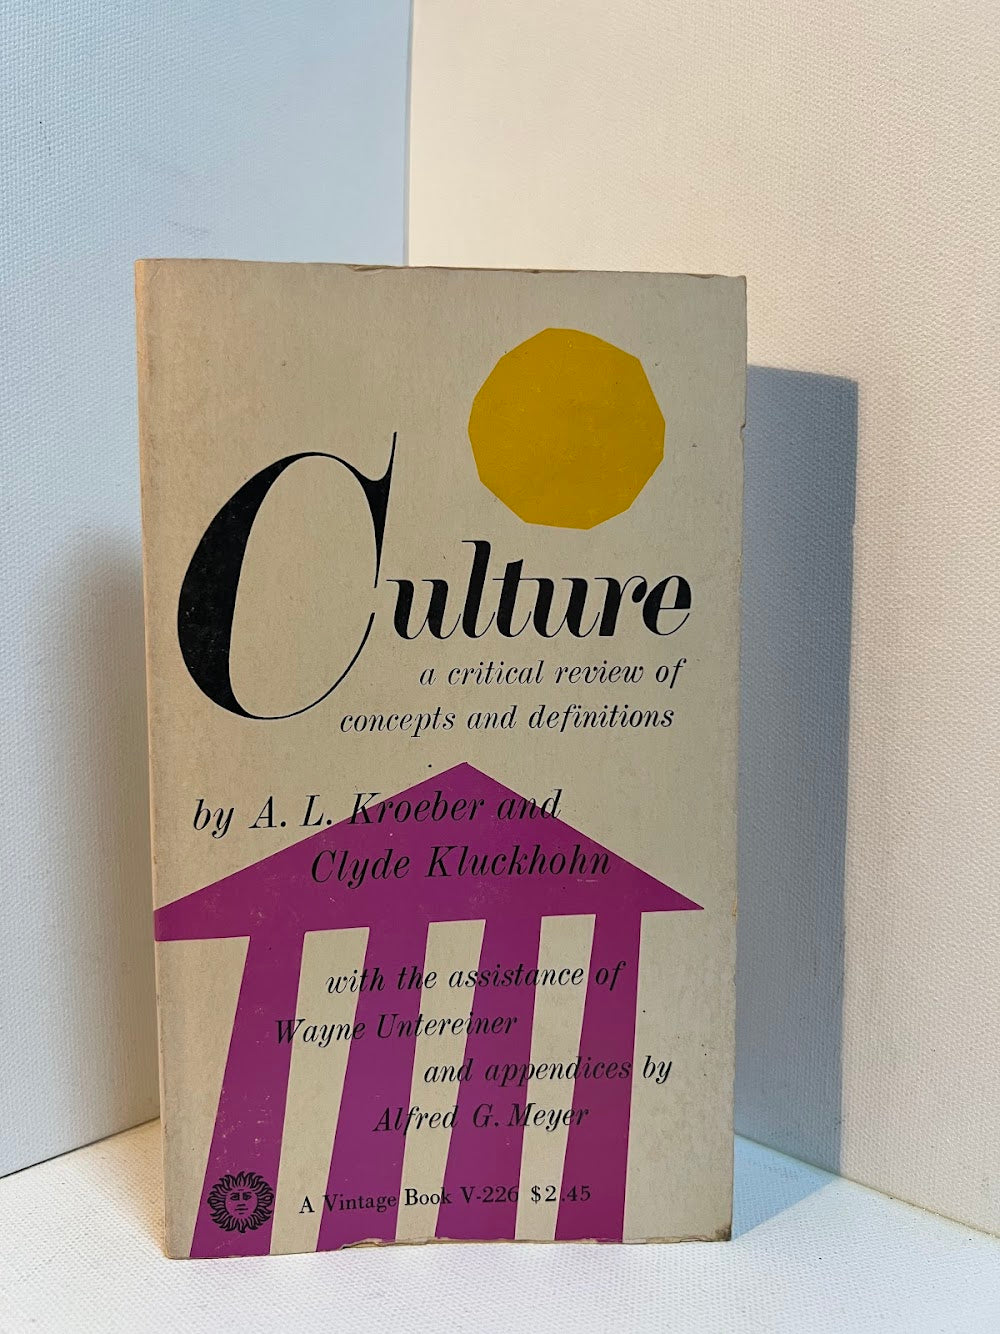 Culture
a critical review of
concepts and definitions
by A. L. Kroeber and
Clyde Kluckhohn
with the assistance of
Wayne Untereiner
and appendices by
Alfred G. Meyer
A Vintage Book V-226 $2.45